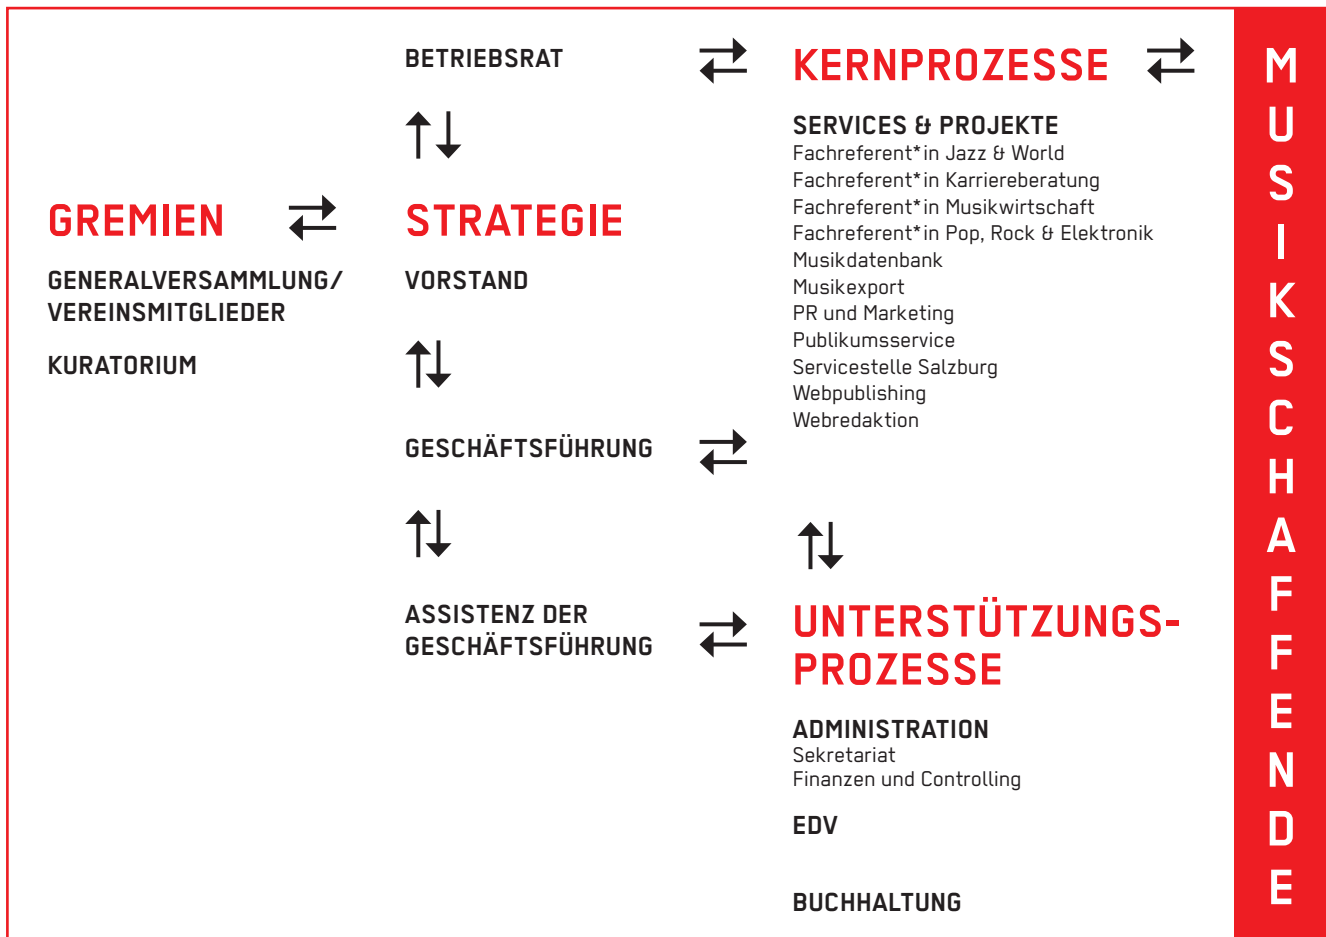 GREMIEN
GENERALVERSAMMLUNG/
VEREINSMITGLIEDER
KURATORIUM
BETRIEBSRAT
STRATEGIE
VORSTAND
GESCHÄFTSFÜHRUNG
ASSISTENZ DER
GESCHÄFTSFÜHRUNG
KERNPROZESSE
SERVICES & PROJEKTE
Fachreferent*in Jazz & World
Fachreferent*in Karriereberatung
Fachreferent*in Musikwirtschaft
Fachreferent*in Pop, Rock & Elektronik
Musikdatenbank
Musikexport
PR und Marketing
Publikumsservice
Servicestelle Salzburg
Webpublishing
Webredaktion
UNTERSTÜTZUNGS-
PROZESSE
ADMINISTRATION
Sekretariat
Finanzen und Controlling
EDV
BUCHHALTUNG
MUSIKSCHAFFENDE